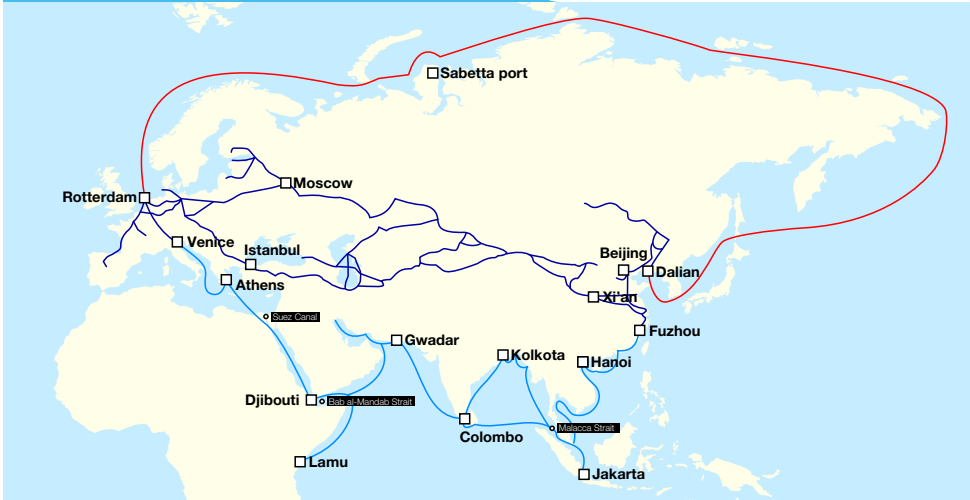 Sabetta port
Moscow
Rotterdam
Venice
Istanbul
Beijing
Dalian
Athens
Xi'an
Suez Canal
Fuzhou
Gwadar
Kolkota
Hanoi
Djibouti
Bab al-Mandab Strait
Malacca Strait
Colombo
Lamu
Jakarta